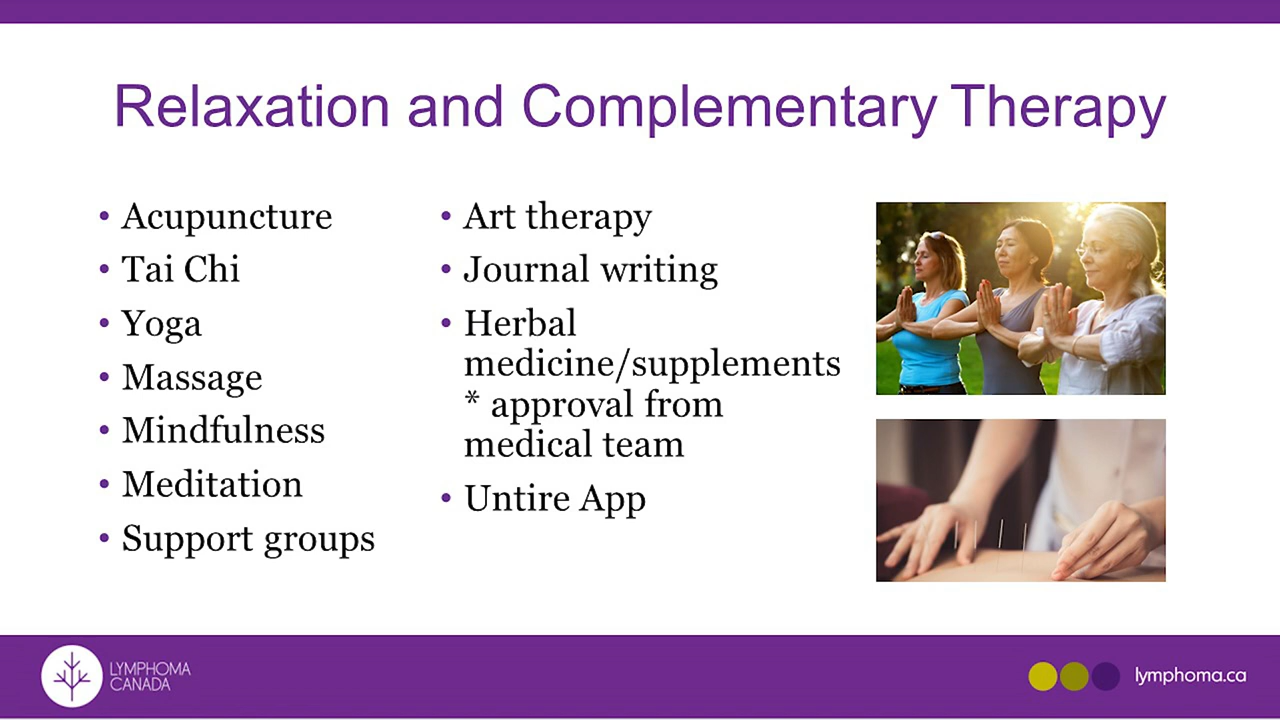 Relaxation and Complementary Therapy
• Acupuncture
• Tai Chi
• Yoga
• Massage
• Mindfulness
• Meditation
• Support groups
• Art therapy
• Journal writing
• Herbal
medicine/supplements
* approval from
medical team
• Untire App
LYMPHOMA
CANADA
lymphoma.ca